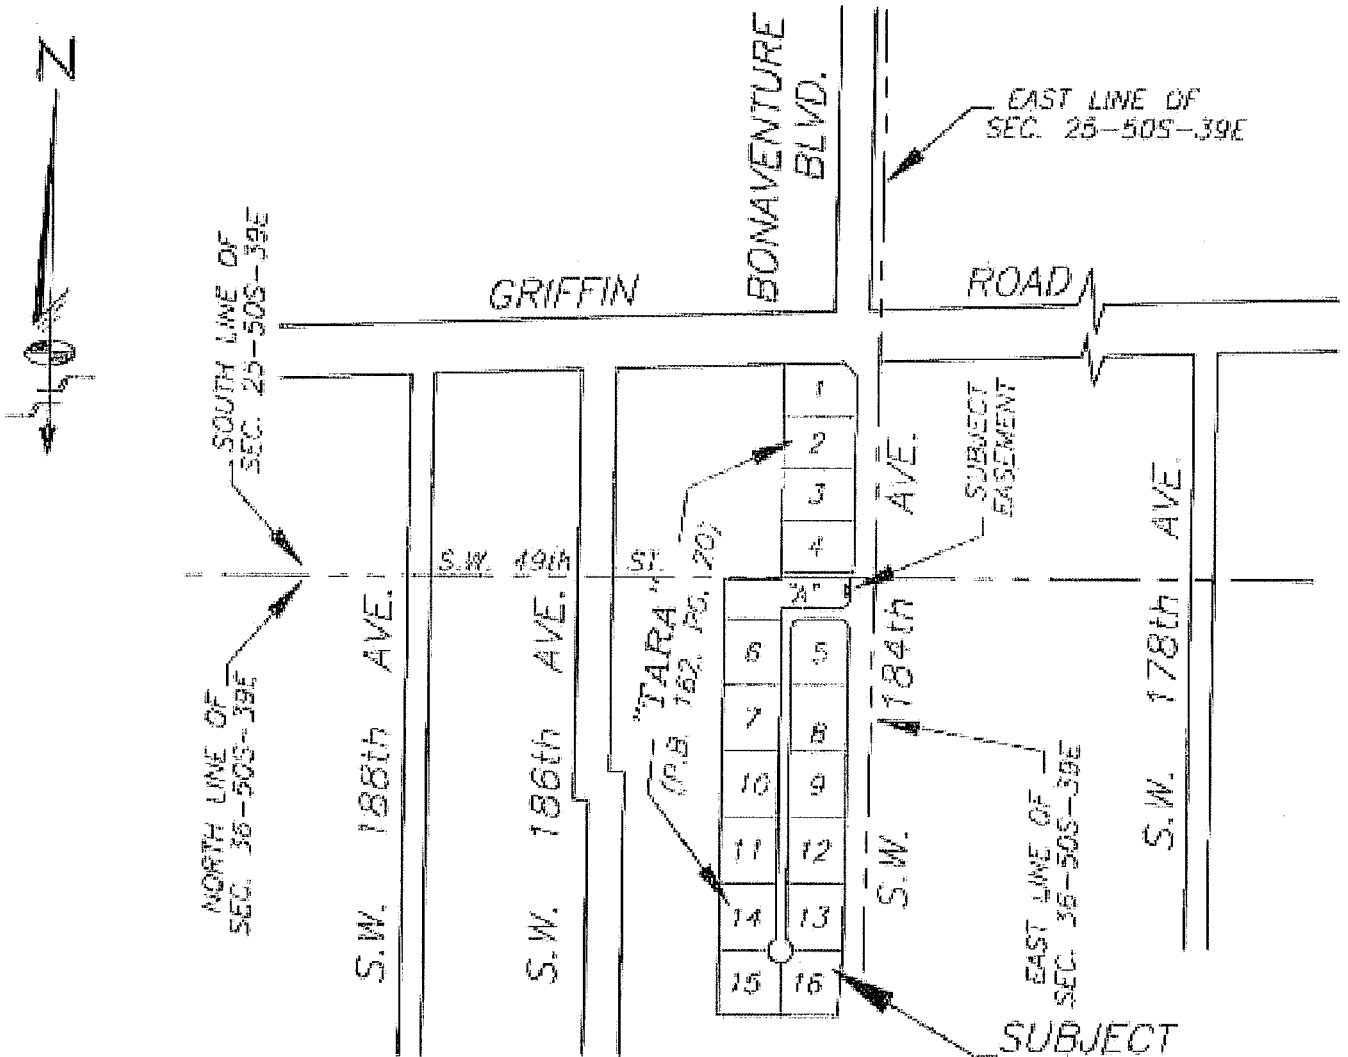 N
BONAVENTURE
BLVD.
EAST LINE OF
SEC. 25-50S-39E
GRIFFIN
ROAD
SOUTH LINE OF
SEC. 25-50S-39E
1
2
3
4
SUBJECT
EASEMENT
S.W. 49th ST.
"A"
"TARA"
(P.B. 162, PG. 20)
NORTH LINE OF
SEC. 36-50S-39E
S.W. 188th AVE.
S.W. 186th AVE.
S.W. 184th AVE.
S.W. 178th AVE.
6
5
7
8
10
9
11
12
14
13
15
16
EAST LINE OF
SEC. 36-50S-39E
SUBJECT